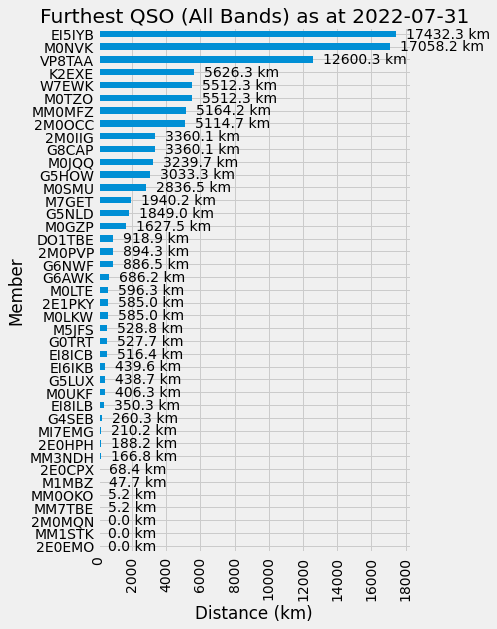 Furthest QSO (All Bands) as at 2022-07-31
EI5IYB 17432.3 km
M0NVK 17058.2 km
VP8TAA 12600.3 km
K2EXE 5626.3 km
W7EWK 5512.3 km
M0TZO 5512.3 km
MM0MFZ 5164.2 km
2M0OCC 5114.7 km
2M0IIG 3360.1 km
G8CAP 3360.1 km
M0JQQ 3239.7 km
G5HOW 3033.3 km
M0SMU 2836.5 km
M7GET 1940.2 km
G5NLD 1849.0 km
M0GZP 1627.5 km
DO1TBE 918.9 km
2M0PVP 894.3 km
G6NWF 886.5 km
G6AWK 686.2 km
M0LTE 596.3 km
2E1PKY 585.0 km
M0LKW 585.0 km
M5JFS 528.8 km
G0TRT 527.7 km
EI8ICB 516.4 km
EI6IKB 439.6 km
G5LUX 438.7 km
M0UKF 406.3 km
EI8ILB 350.3 km
G4SEB 260.3 km
MI7EMG 210.2 km
2E0HPH 188.2 km
MM3NDH 166.8 km
2E0CPX 68.4 km
M1MBZ 47.7 km
MM0OKO 5.2 km
MM7TBE 5.2 km
2M0MQN 0.0 km
MM1STK 0.0 km
2E0EMO 0.0 km
Member
0 2000 4000 6000 8000 10000 12000 14000 16000 18000
Distance (km)